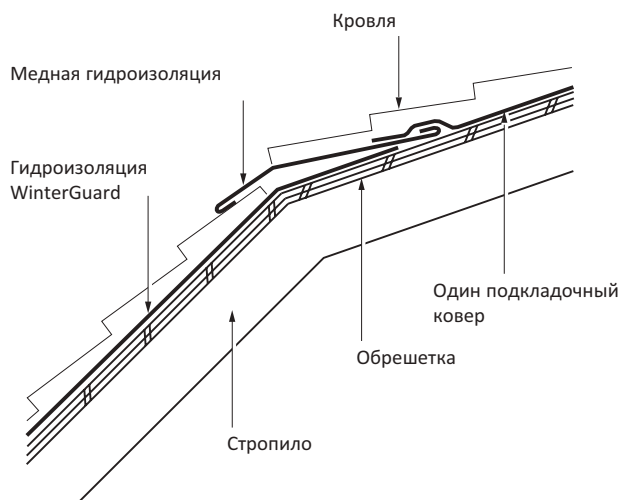 Кровля
Медная гидроизоляция
Гидроизоляция
WinterGuard
Один подкладочный
ковер
Обрешетка
Стропило